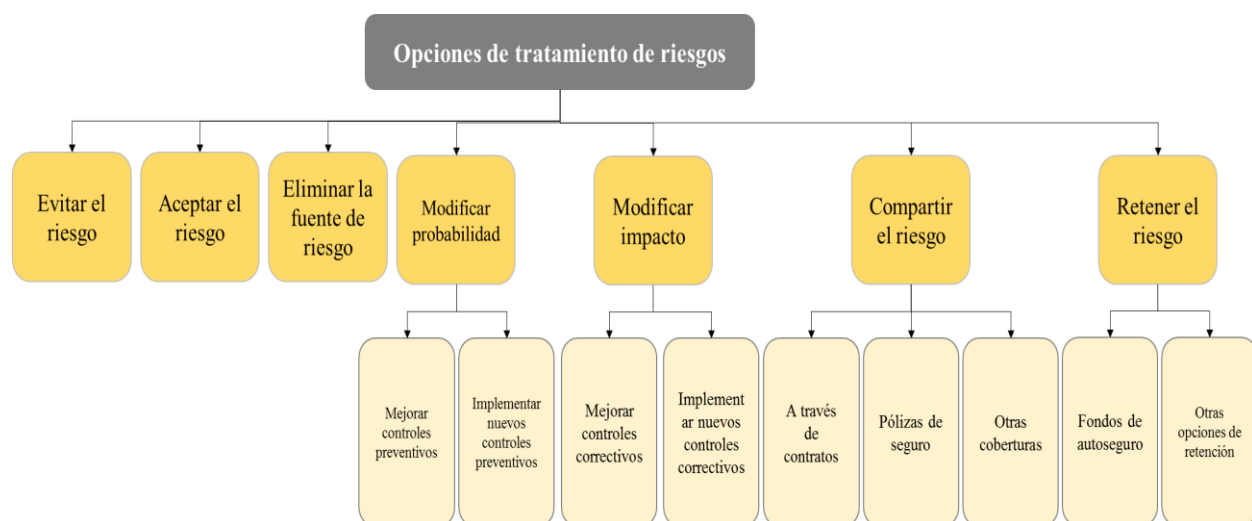 Opciones de tratamiento de riesgos
Evitar el
riesgo
Aceptar el
riesgo
Eliminar la
fuente de
riesgo
Modificar
probabilidad
Modificar
impacto
Compartir
el riesgo
Retener el
riesgo
Mejorar
controles
preventivos
Implementar
nuevos
controles
preventivos
Mejorar
controles
correctivos
Implement
ar nuevos
controles
correctivos
A través
de
contratos
Pólizas de
seguro
Otras
coberturas
Fondos de
autoseguro
Otras
opciones de
retención